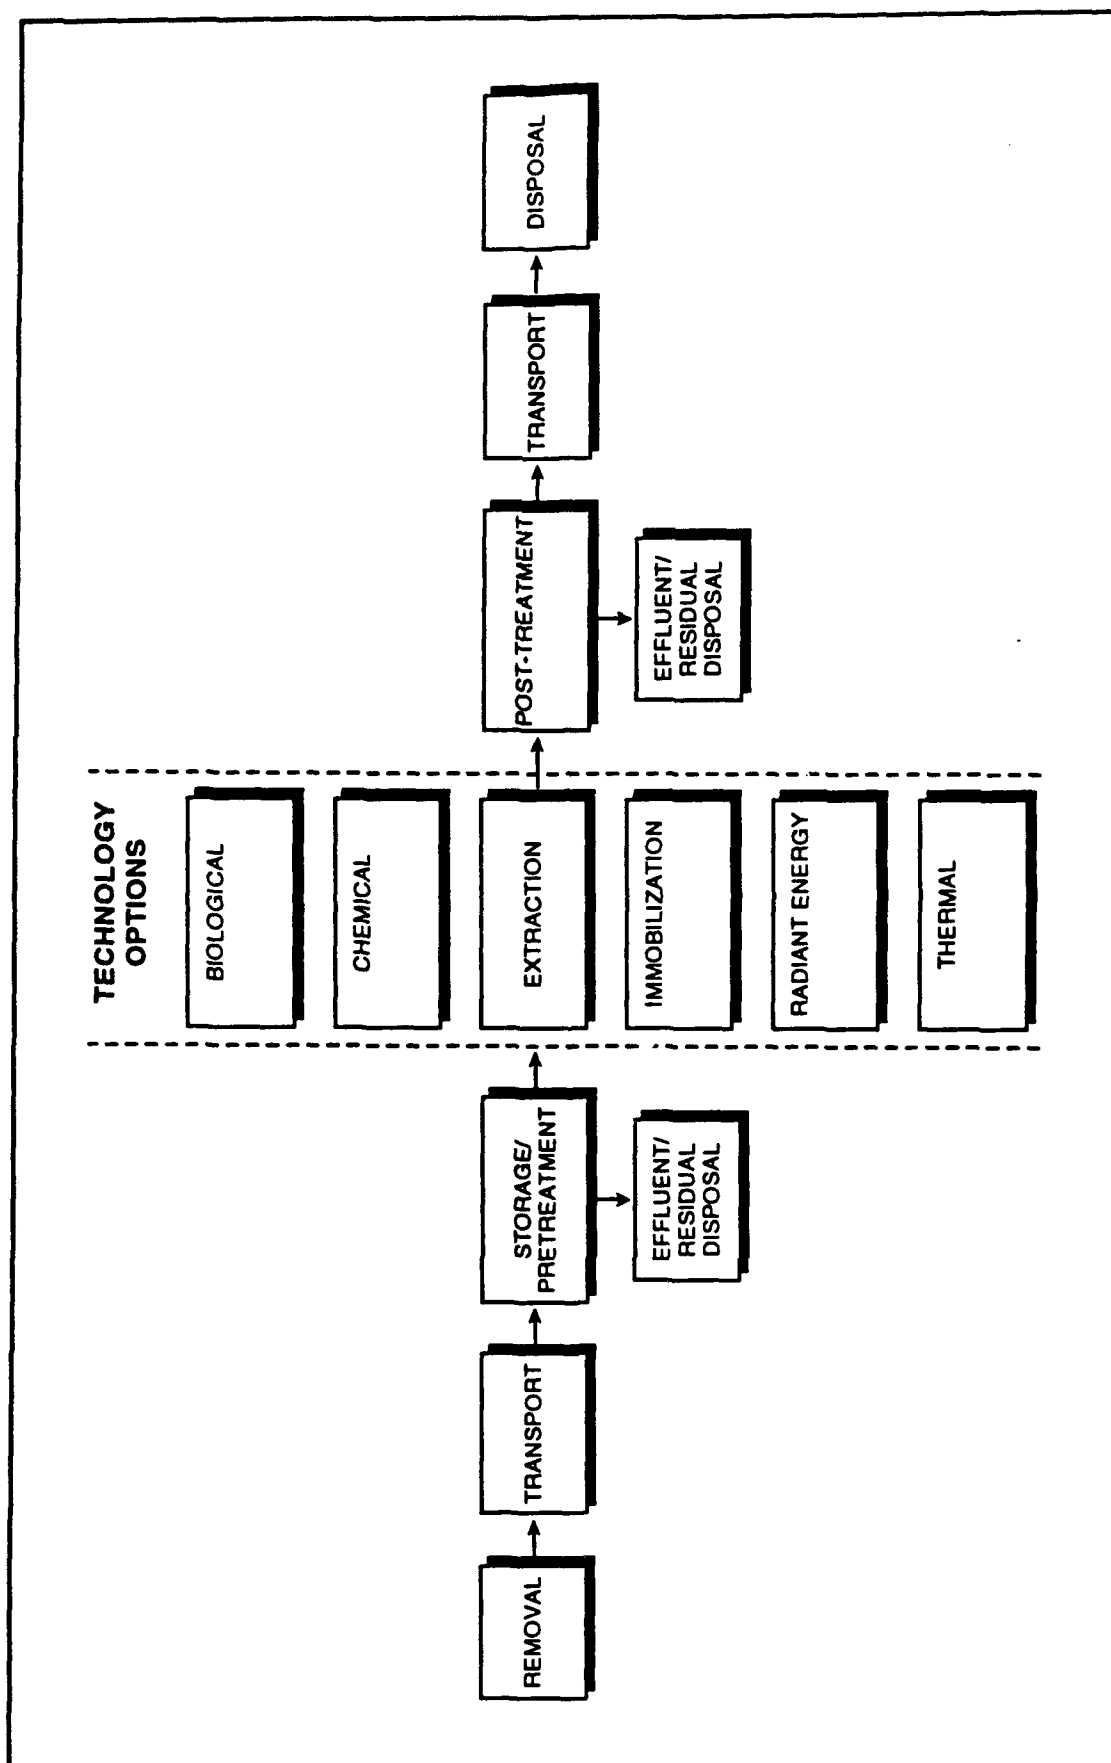 TECHNOLOGY
OPTIONS
BIOLOGICAL
CHEMICAL
REMOVAL
TRANSPORT
STORAGE/
PRETREATMENT
EXTRACTION
POST-TREATMENT
TRANSPORT
DISPOSAL
EFFLUENT/
RESIDUAL
DISPOSAL
IMMOBILIZATION
EFFLUENT/
RESIDUAL
DISPOSAL
RADIANT ENERGY
THERMAL